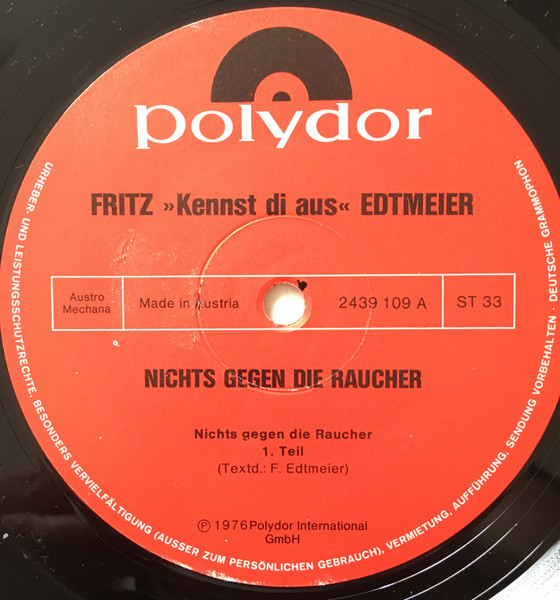 polydor
FRITZ »Kennst di aus« EDTMEIER
Austro
Mechana
Made in Austria
2439 109 A
ST 33
NICHTS GEGEN DIE RAUCHER
Nichts gegen die Raucher
1. Teil
(Textd.: F. Edtmeier)
Ⓟ 1976 Polydor International
GmbH
URHEBER- UND LEISTUNGSSCHUTZRECHTE, BESONDERS VERVIELFÄLTIGUNG (AUSSER ZUM PERSÖNLICHEN GEBRAUCH), VERMIETUNG, AUFFÜHRUNG, SENDUNG VORBEHALTEN · DEUTSCHE GRAMMOPHON